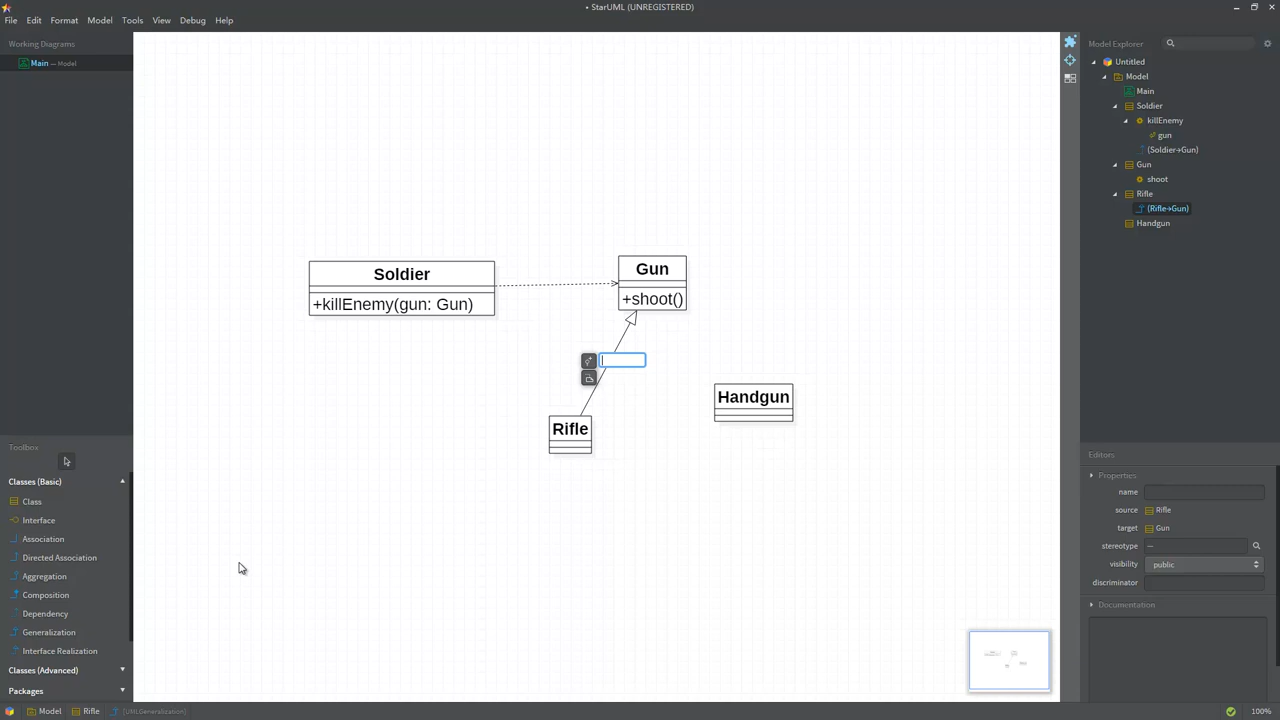 • StarUML (UNREGISTERED)
File Edit Format Model Tools View Debug Help
Working Diagrams
Main — Model
Soldier
+killEnemy(gun: Gun)
Gun
+shoot()
Rifle
Handgun
Toolbox
Classes (Basic)
Class
Interface
Association
Directed Association
Aggregation
Composition
Dependency
Generalization
Interface Realization
Classes (Advanced)
Packages
Model Explorer
Untitled
Model
Main
Soldier
killEnemy
gun
(Soldier→Gun)
Gun
shoot
Rifle
(Rifle→Gun)
Handgun
Editors
Properties
name
source Rifle
target Gun
stereotype —
visibility public
discriminator
Documentation
Model Rifle [UMLGeneralization]
100%